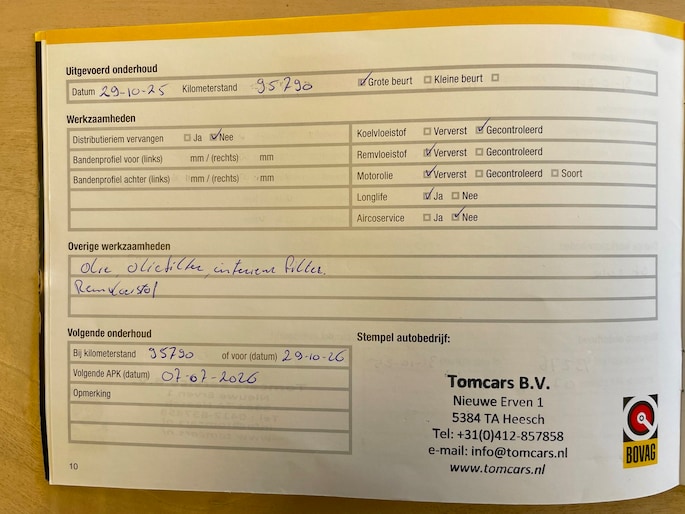 Uitgevoerd onderhoud
Datum 29-10-25 Kilometerstand 95790 Grote beurt Kleine beurt
Werkzaamheden
Distributieriem vervangen Ja Nee
Bandenprofiel voor (links) mm / (rechts) mm
Bandenprofiel achter (links) mm / (rechts) mm
Koelvloeistof Ververst Gecontroleerd
Remvloeistof Ververst Gecontroleerd
Motorolie Ververst Gecontroleerd Soort
Longlife Ja Nee
Aircoservice Ja Nee
Overige werkzaamheden
Olie, oliefilter, interieur filter.
Remvloeistof
Volgende onderhoud
Bij kilometerstand 95790 of voor (datum) 29-10-26
Volgende APK (datum) 07-07-2026
Opmerking
10
Stempel autobedrijf:
Tomcars B.V.
Nieuwe Erven 1
5384 TA Heesch
Tel: +31(0)412-857858
e-mail: info@tomcars.nl
www.tomcars.nl
BOVAG